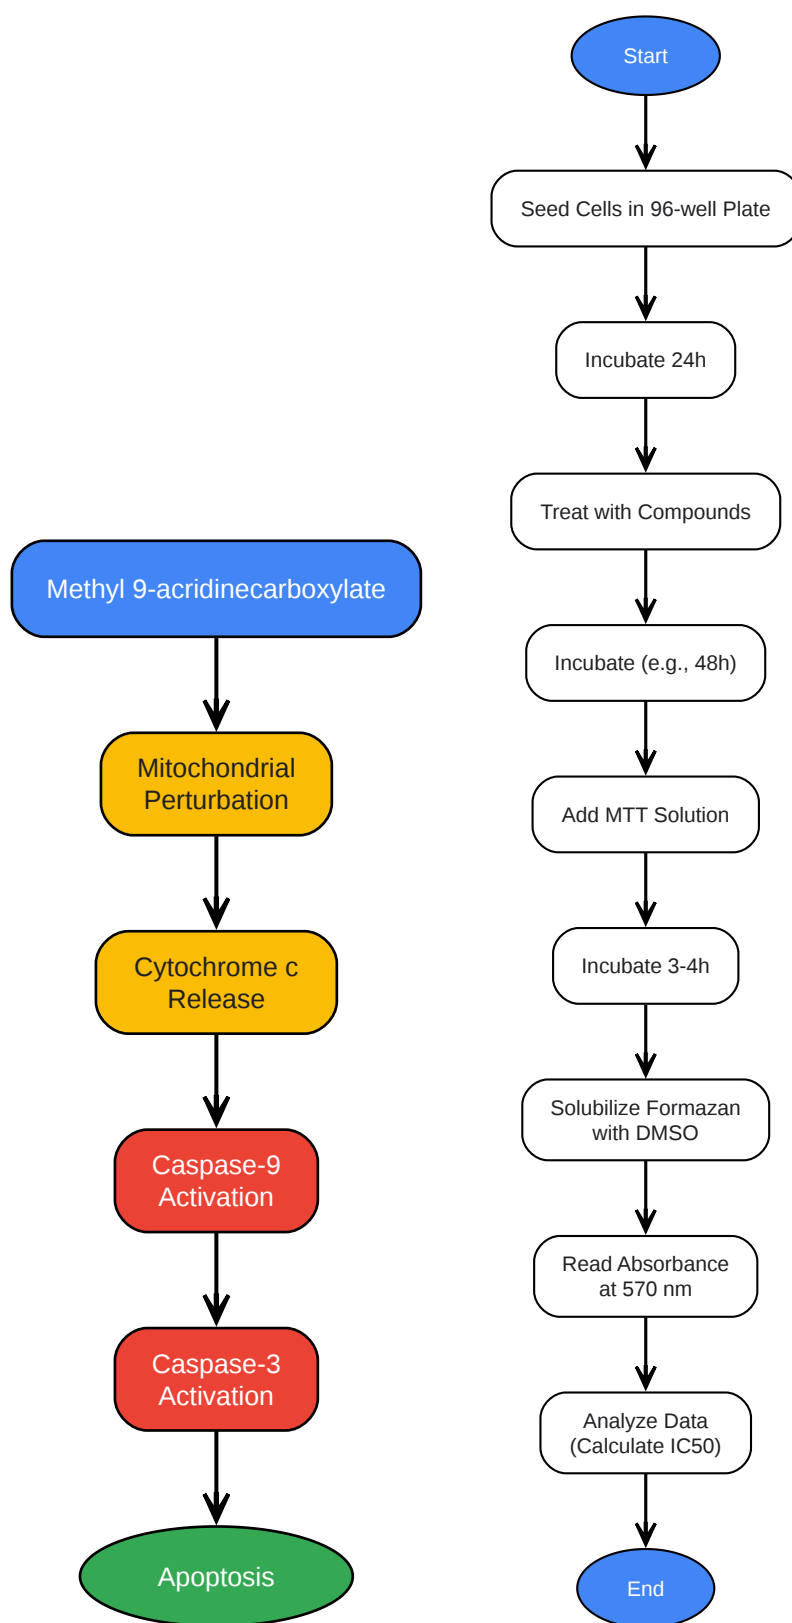 Methyl 9-acridinecarboxylate
Mitochondrial
Perturbation
Cytochrome c
Release
Caspase-9
Activation
Caspase-3
Activation
Apoptosis
Start
Seed Cells in 96-well Plate
Incubate 24h
Treat with Compounds
Incubate (e.g., 48h)
Add MTT Solution
Incubate 3-4h
Solubilize Formazan
with DMSO
Read Absorbance
at 570 nm
Analyze Data
(Calculate IC50)
End